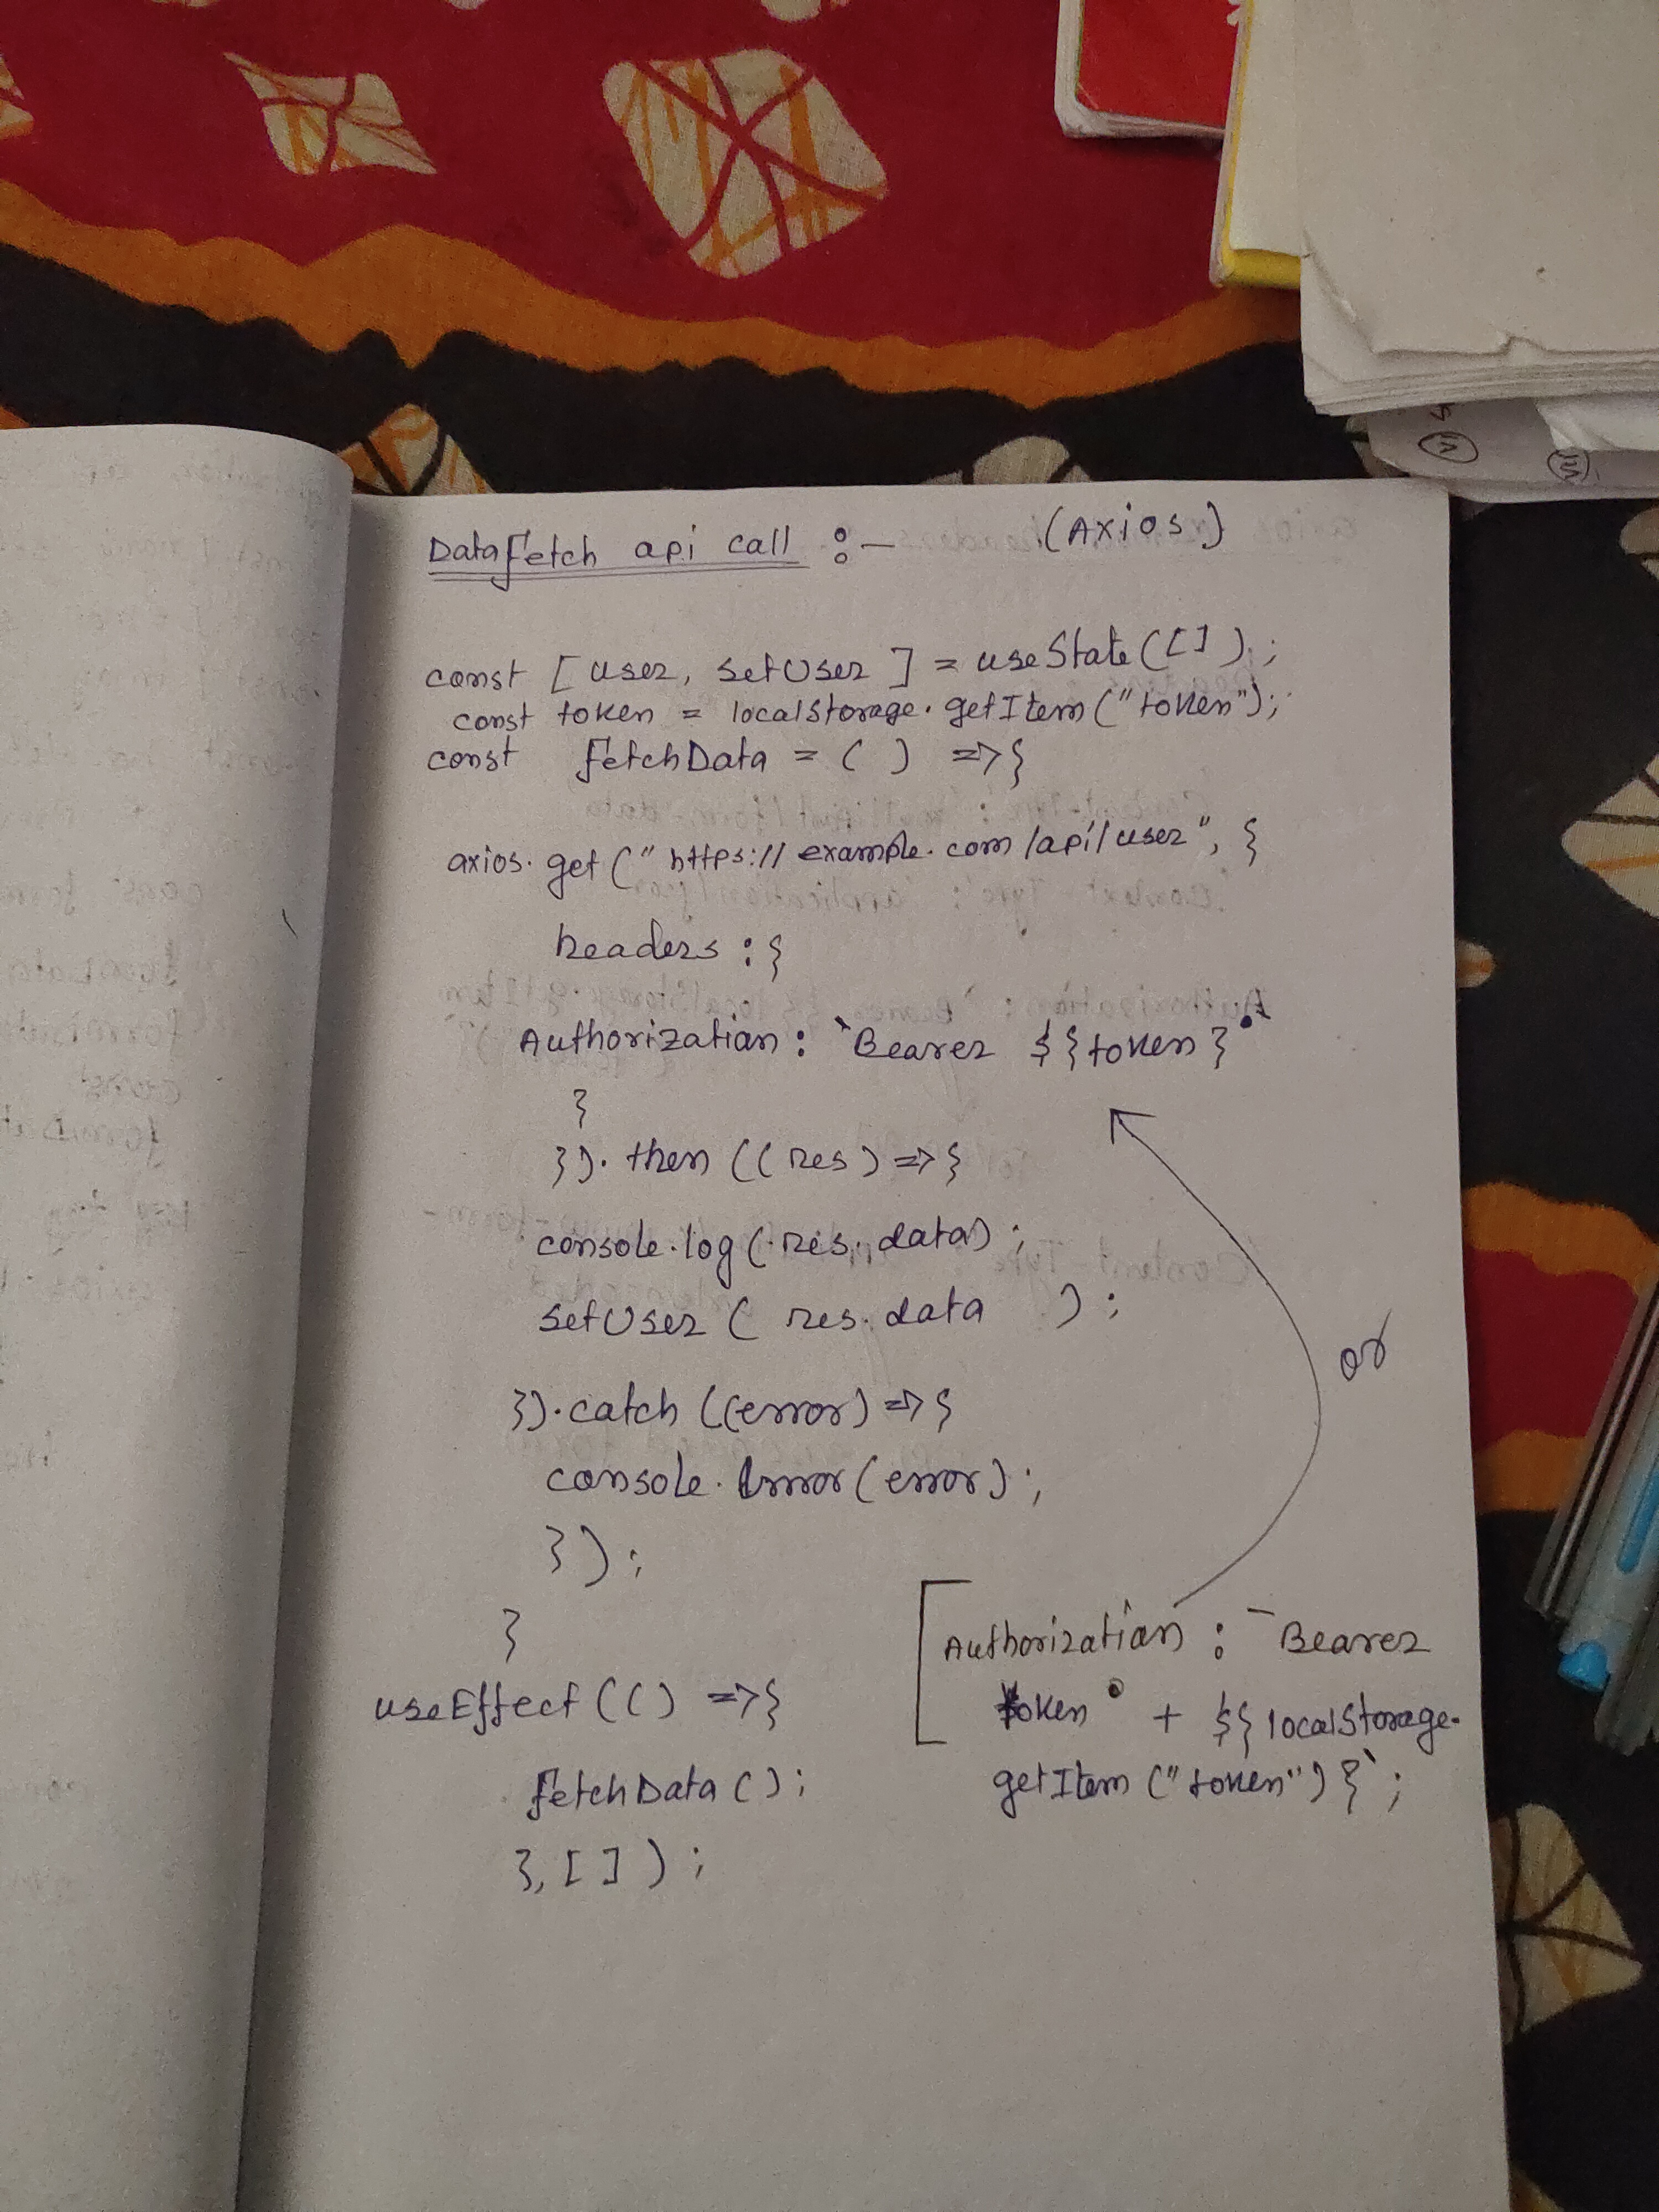 Datafetch api call :- (Axios)
const [user, setUser] = useState([]);
const token = localStorage.getItem("token");
const fetchData = () => {
axios.get("https://example.com/api/user", {
headers : {
Authorization : `Bearer ${token}`
}
}).then((res) => {
console.log(res.data);
setUser(res.data);
}).catch((error) => {
console.error(error);
});
}
useEffect(() => {
fetchData();
},[]);
or
Authorization : `Bearer
token + ${localStorage.
getItem("token")}`;
VI
VII